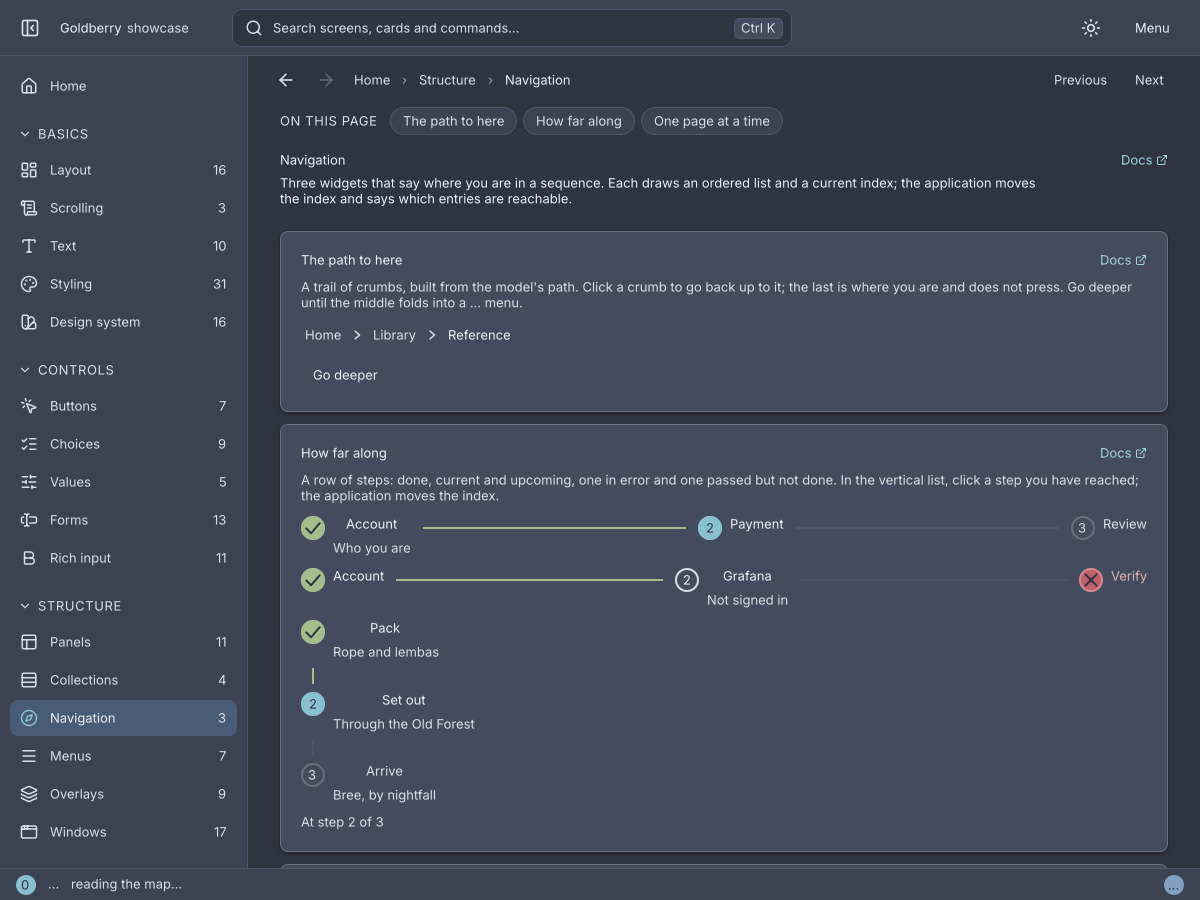 Goldberry showcase
Search screens, cards and commands...
Ctrl K
Menu
Home
BASICS
Layout 16
Scrolling 3
Text 10
Styling 31
Design system 16
CONTROLS
Buttons 7
Choices 9
Values 5
Forms 13
Rich input 11
STRUCTURE
Panels 11
Collections 4
Navigation 3
Menus 7
Overlays 9
Windows 17
Home › Structure › Navigation
Previous Next
ON THIS PAGE The path to here How far along One page at a time
Navigation Docs
Three widgets that say where you are in a sequence. Each draws an ordered list and a current index; the application moves
the index and says which entries are reachable.
The path to here Docs
A trail of crumbs, built from the model's path. Click a crumb to go back up to it; the last is where you are and does not press. Go deeper
until the middle folds into a ... menu.
Home Library Reference
Go deeper
How far along Docs
A row of steps: done, current and upcoming, one in error and one passed but not done. In the vertical list, click a step you have reached;
the application moves the index.
Account 2 Payment 3 Review
Who you are
Account 2 Grafana Verify
Not signed in
Pack
Rope and lembas
2 Set out
Through the Old Forest
3 Arrive
Bree, by nightfall
At step 2 of 3
0 ... reading the map... ...